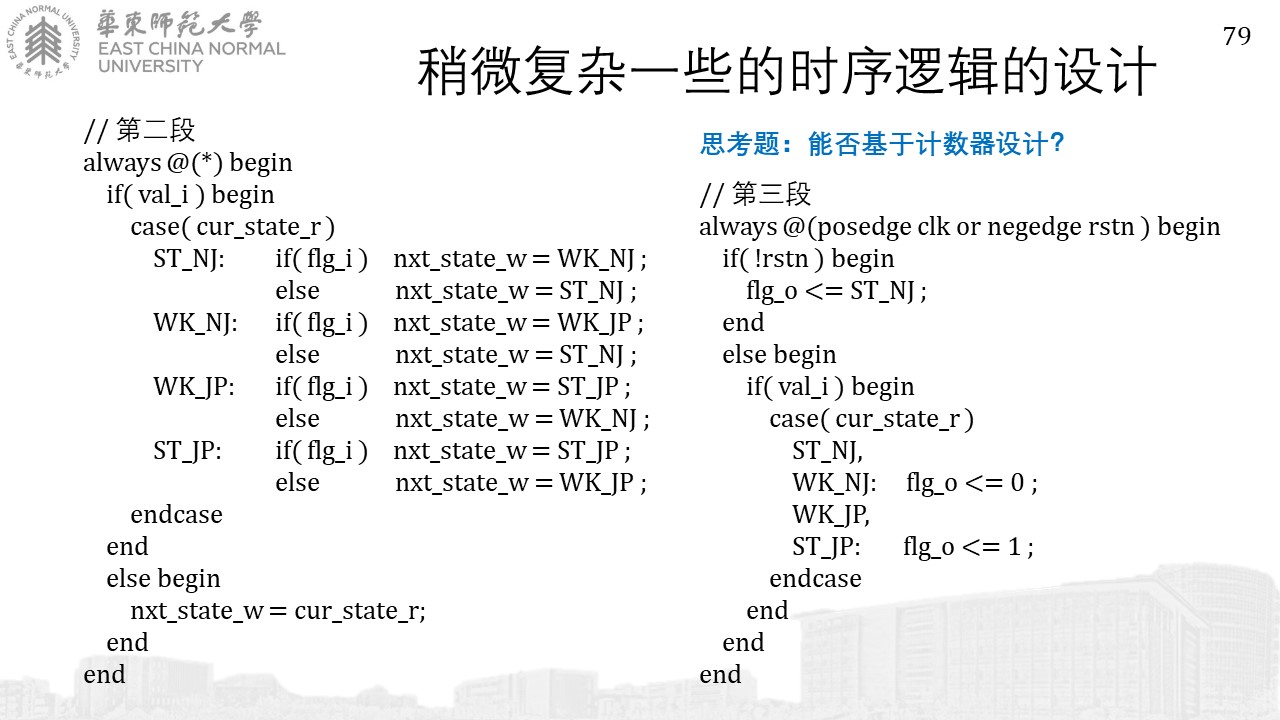 EAST CHINA NORMAL UNIVERSITY
華東師範大學
華東師範大學
EAST CHINA NORMAL
UNIVERSITY
79
稍微复杂一些的时序逻辑的设计
// 第二段
always @(*) begin
if( val_i ) begin
case( cur_state_r )
ST_NJ: if( flg_i ) nxt_state_w = WK_NJ ;
else nxt_state_w = ST_NJ ;
WK_NJ: if( flg_i ) nxt_state_w = WK_JP ;
else nxt_state_w = ST_NJ ;
WK_JP: if( flg_i ) nxt_state_w = ST_JP ;
else nxt_state_w = WK_NJ ;
ST_JP: if( flg_i ) nxt_state_w = ST_JP ;
else nxt_state_w = WK_JP ;
endcase
end
else begin
nxt_state_w = cur_state_r;
end
end
思考题：能否基于计数器设计？
// 第三段
always @(posedge clk or negedge rstn ) begin
if( !rstn ) begin
flg_o <= ST_NJ ;
end
else begin
if( val_i ) begin
case( cur_state_r )
ST_NJ,
WK_NJ: flg_o <= 0 ;
WK_JP,
ST_JP: flg_o <= 1 ;
endcase
end
end
end